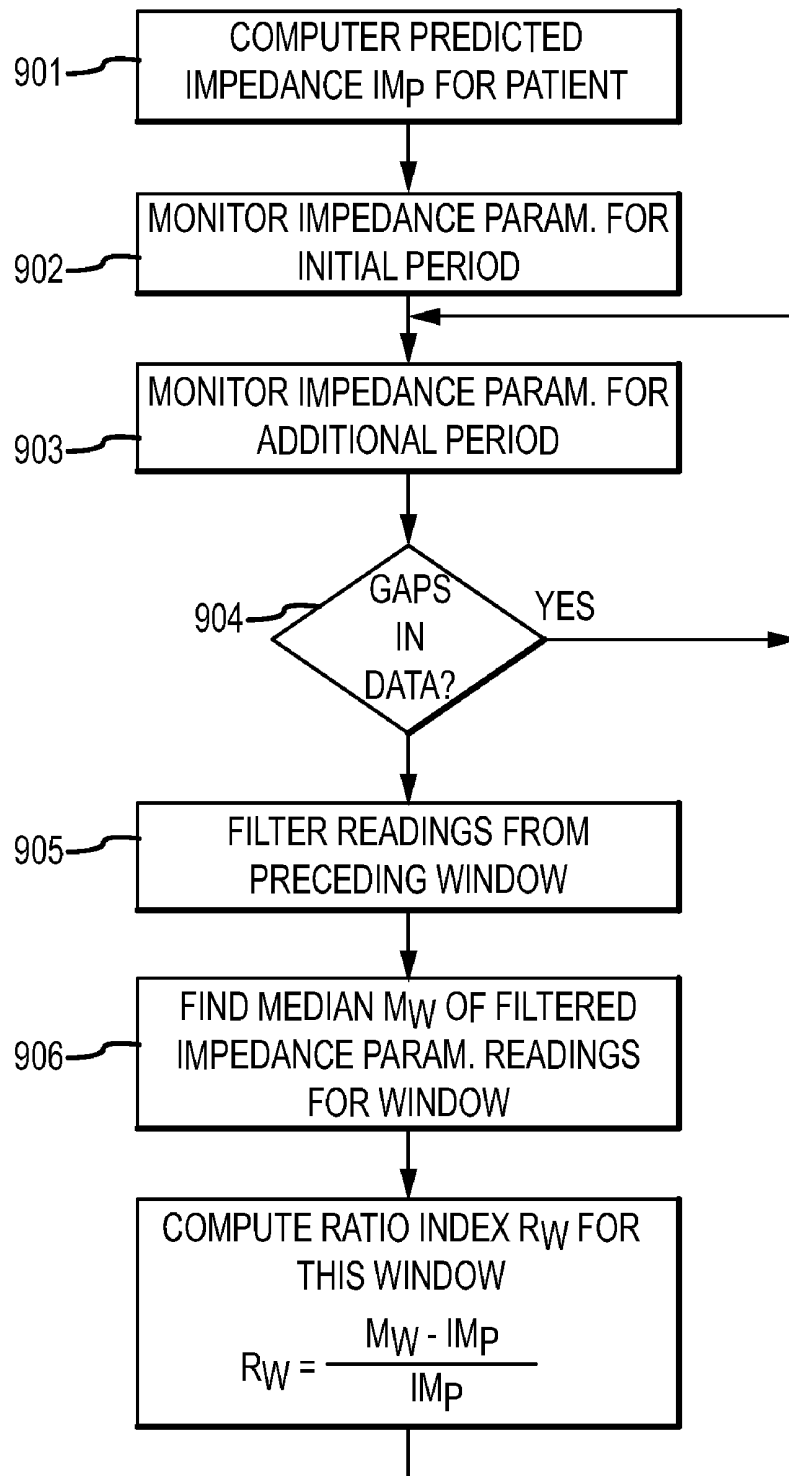 901
COMPUTER PREDICTED
IMPEDANCE IMP FOR PATIENT
902
MONITOR IMPEDANCE PARAM. FOR
INITIAL PERIOD
903
MONITOR IMPEDANCE PARAM. FOR
ADDITIONAL PERIOD
904
GAPS
IN
DATA?
YES
905
FILTER READINGS FROM
PRECEDING WINDOW
906
FIND MEDIAN MW OF FILTERED
IMPEDANCE PARAM. READINGS
FOR WINDOW
COMPUTE RATIO INDEX RW FOR
THIS WINDOW
MW - IMP
RW =
IMP